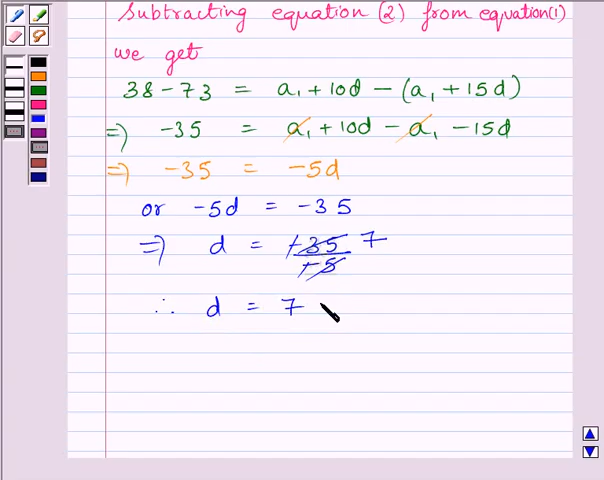 Subtracting equation (2) from equation(1)
we get
38 - 73 = a₁ + 10d - (a₁ + 15d)
⇒ -35 = a₁ + 10d - a₁ - 15d
⇒ -35 = -5d
or -5d = -35
⇒ d = -35/-5 7
∴ d = 7